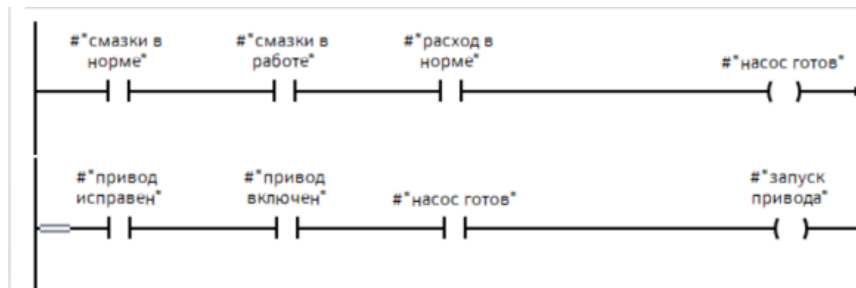 #"смазки в
норме"
#"смазки в
работе"
#"расход в
норме"
#"насос готов"
#"привод
исправен"
#"привод
включен"
#"насос готов"
#"запуск
привода"